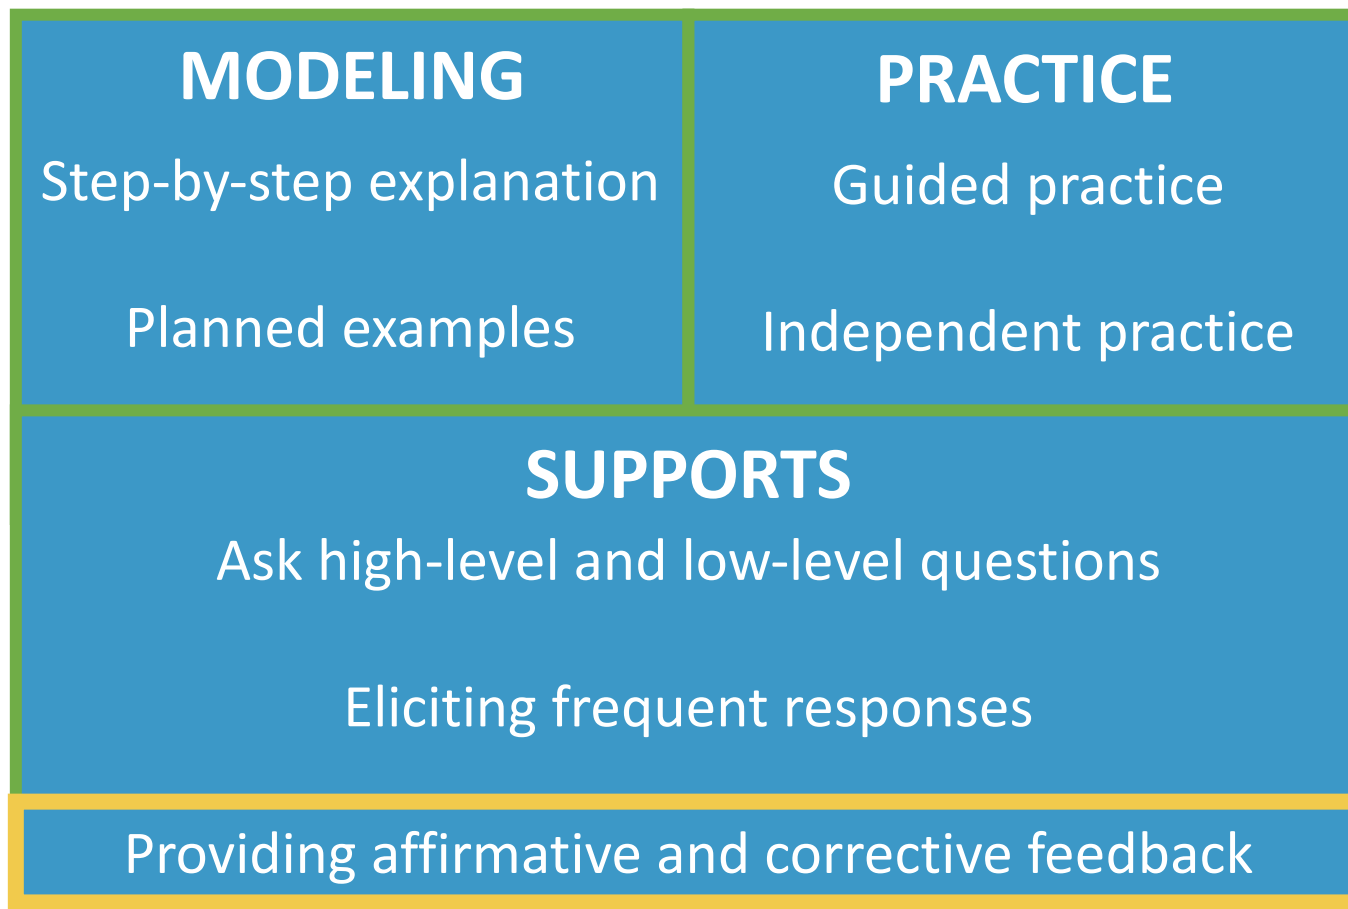 MODELING
Step-by-step explanation
Planned examples
PRACTICE
Guided practice
Independent practice
SUPPORTS
Ask high-level and low-level questions
Eliciting frequent responses
Providing affirmative and corrective feedback